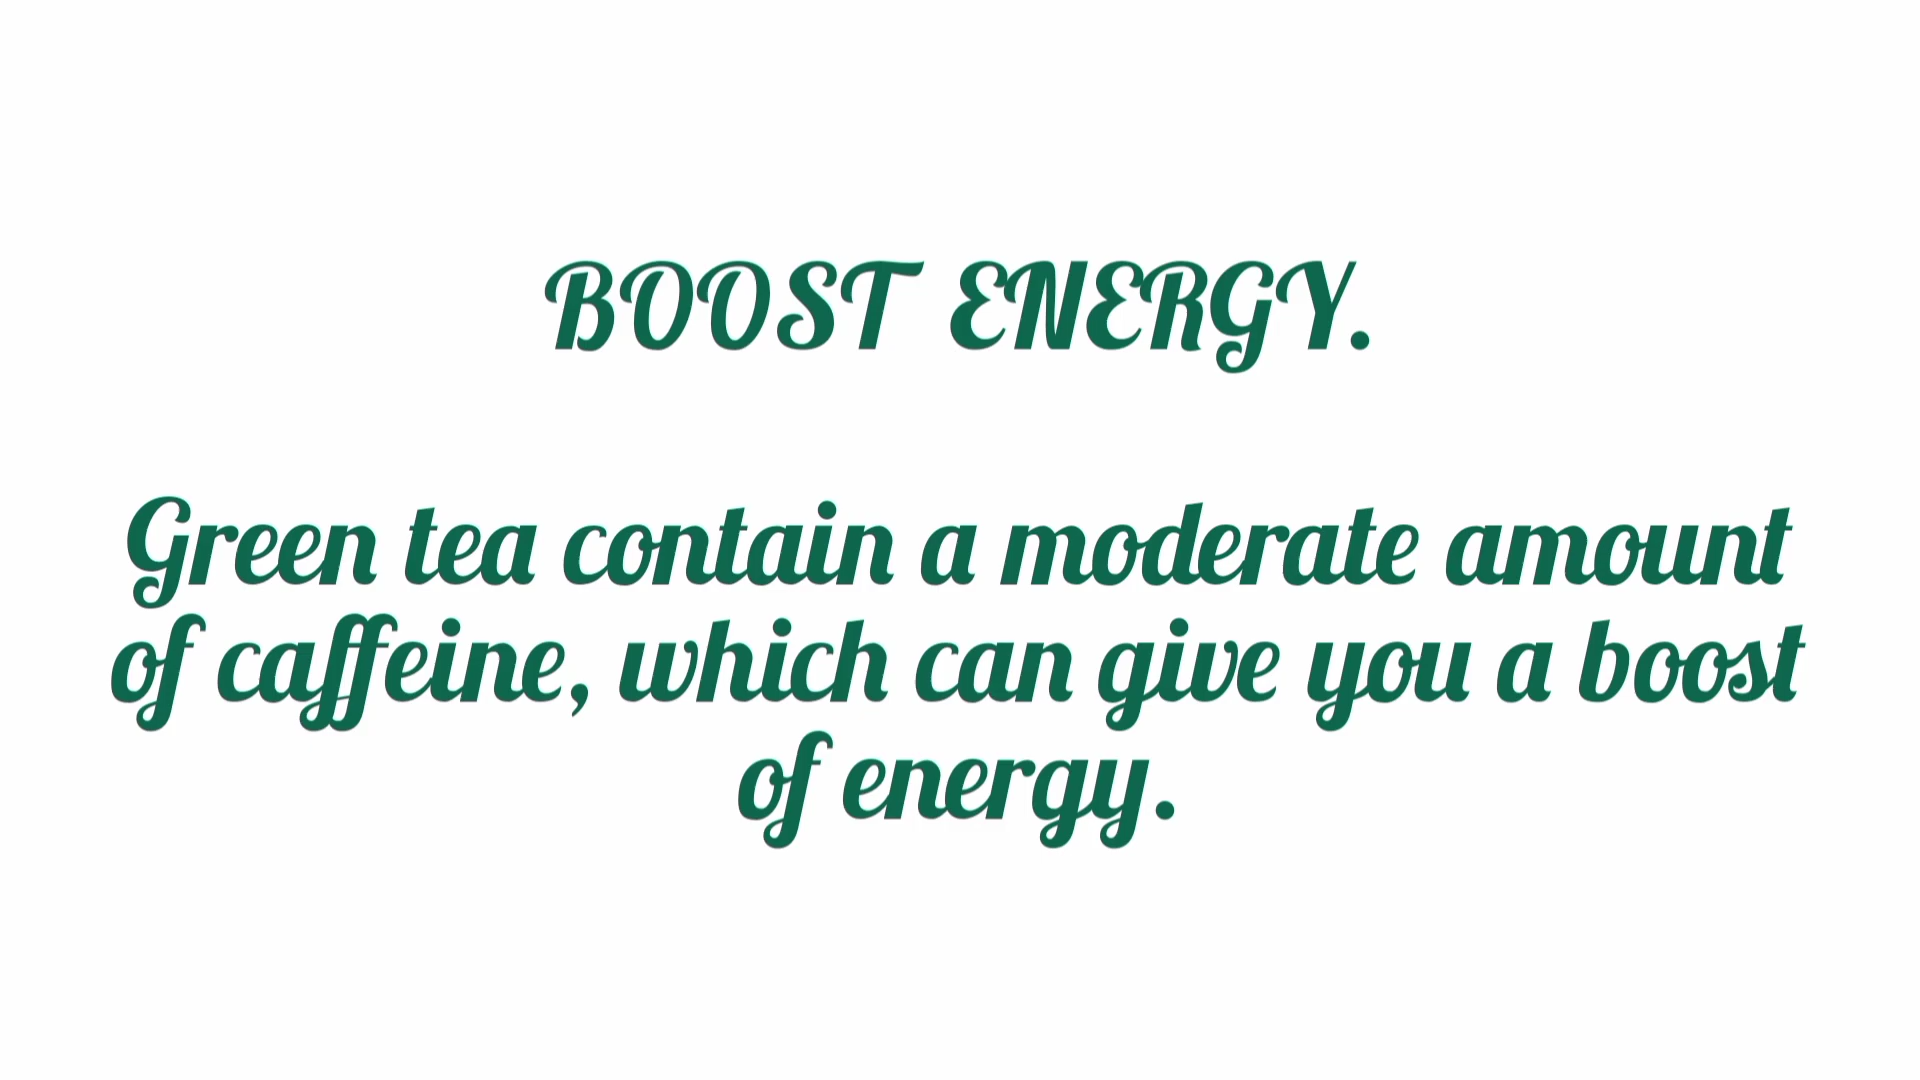 BOOST ENERGY.
Green tea contain a moderate amount
of caffeine, which can give you a boost
of energy.